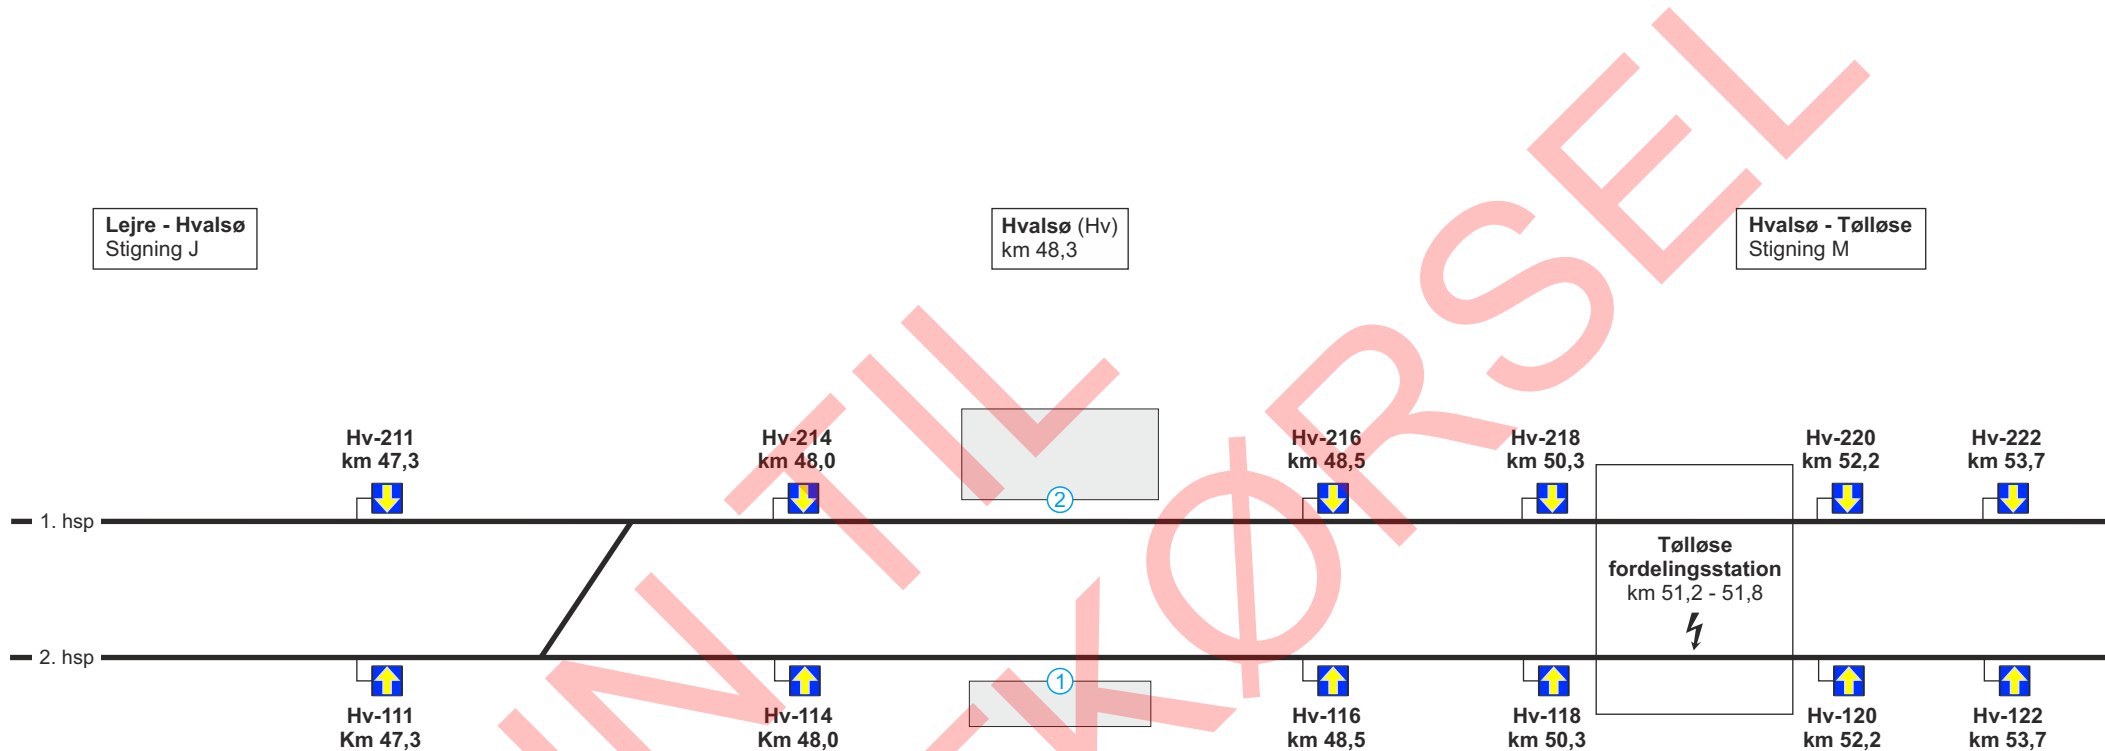 Lejre - Hvalsø
Stigning J
Hvalsø (Hv)
km 48,3
Hvalsø - Tølløse
Stigning M
Hv-211
km 47,3
Hv-214
km 48,0
Hv-216
km 48,5
Hv-218
km 50,3
Hv-220
km 52,2
Hv-222
km 53,7
2
1. hsp
Tølløse
fordelingsstation
km 51,2 - 51,8
2. hsp
1
Hv-111
Km 47,3
Hv-114
Km 48,0
Hv-116
km 48,5
Hv-118
km 50,3
Hv-120
km 52,2
Hv-122
km 53,7
N TIL
KØRSEL